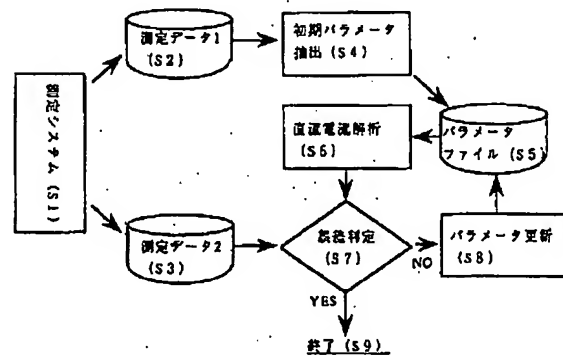 測定データ1
(S2)
初期パラメータ
抽出(S4)
測定システム(S1)
直流電流解析
(S6)
パラメータ
ファイル(S5)
測定データ2
(S3)
誤差判定
(S7)
NO
パラメータ更新
(S8)
YES
終了(S9)